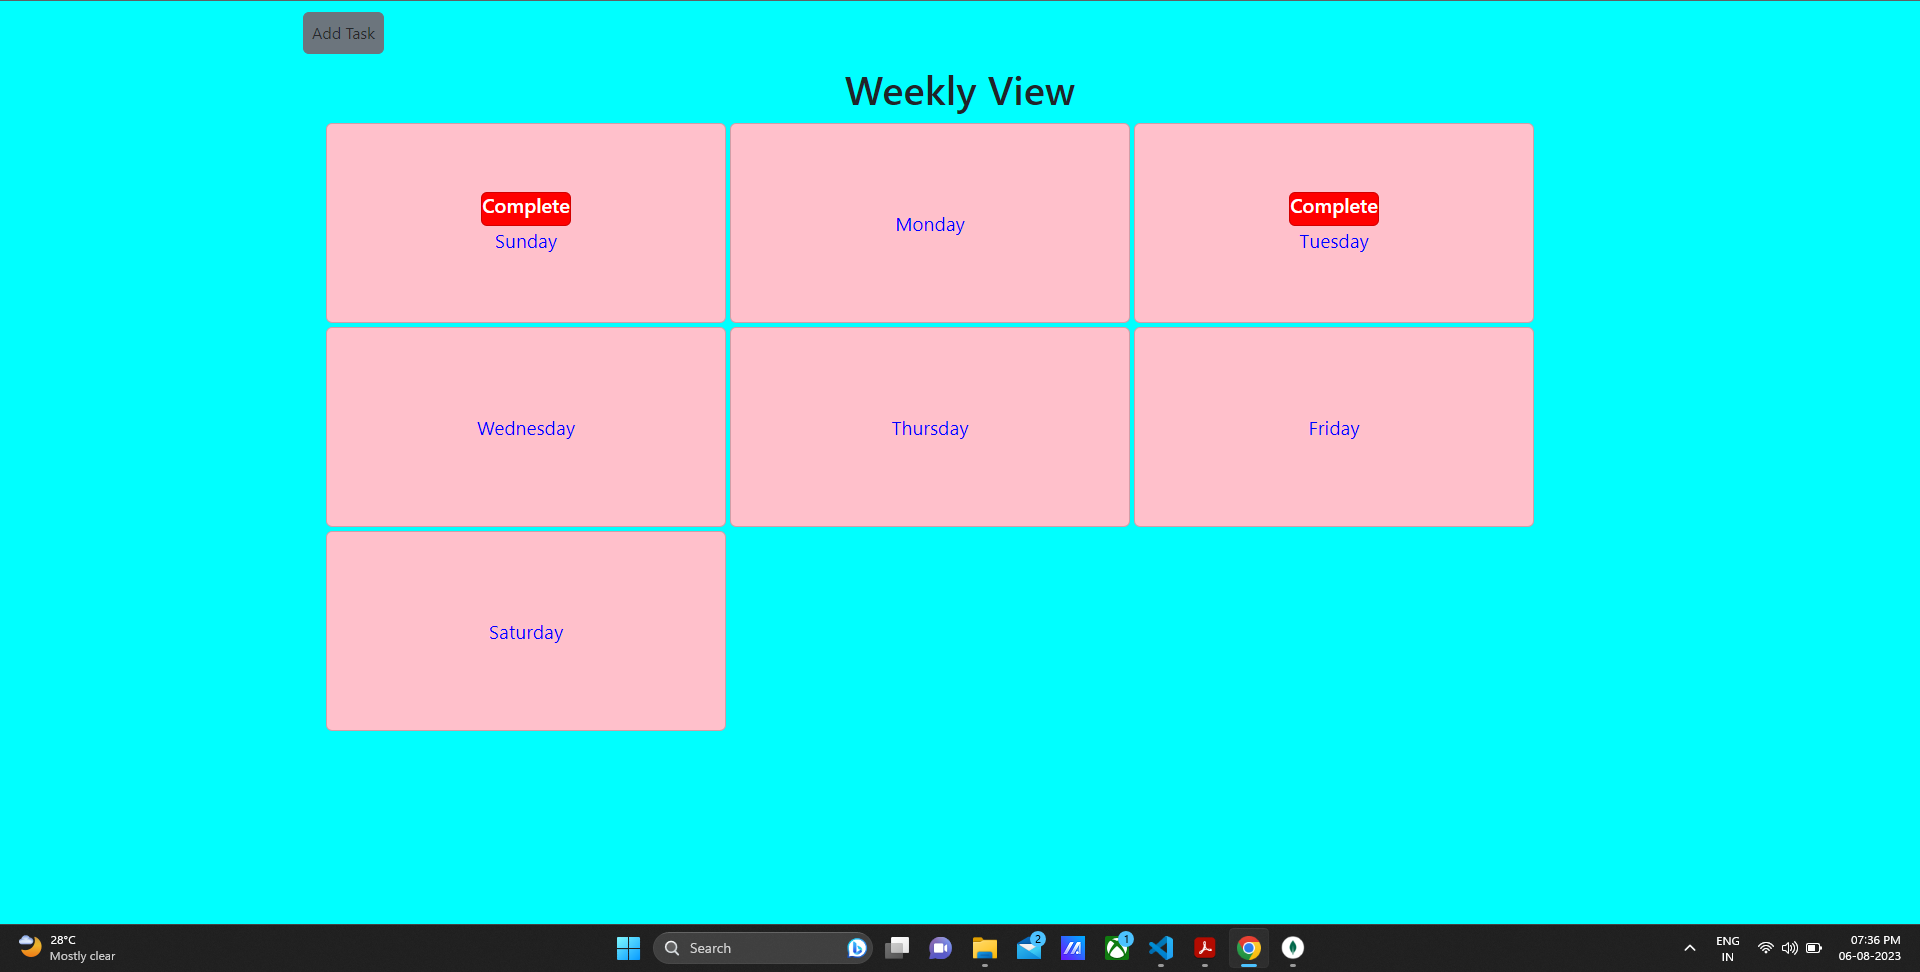 Add Task
Weekly View
Complete
Sunday
Monday
Complete
Tuesday
Wednesday
Thursday
Friday
Saturday
28°C
Mostly clear
Search
2
1
ENG
IN
07:36 PM
06-08-2023